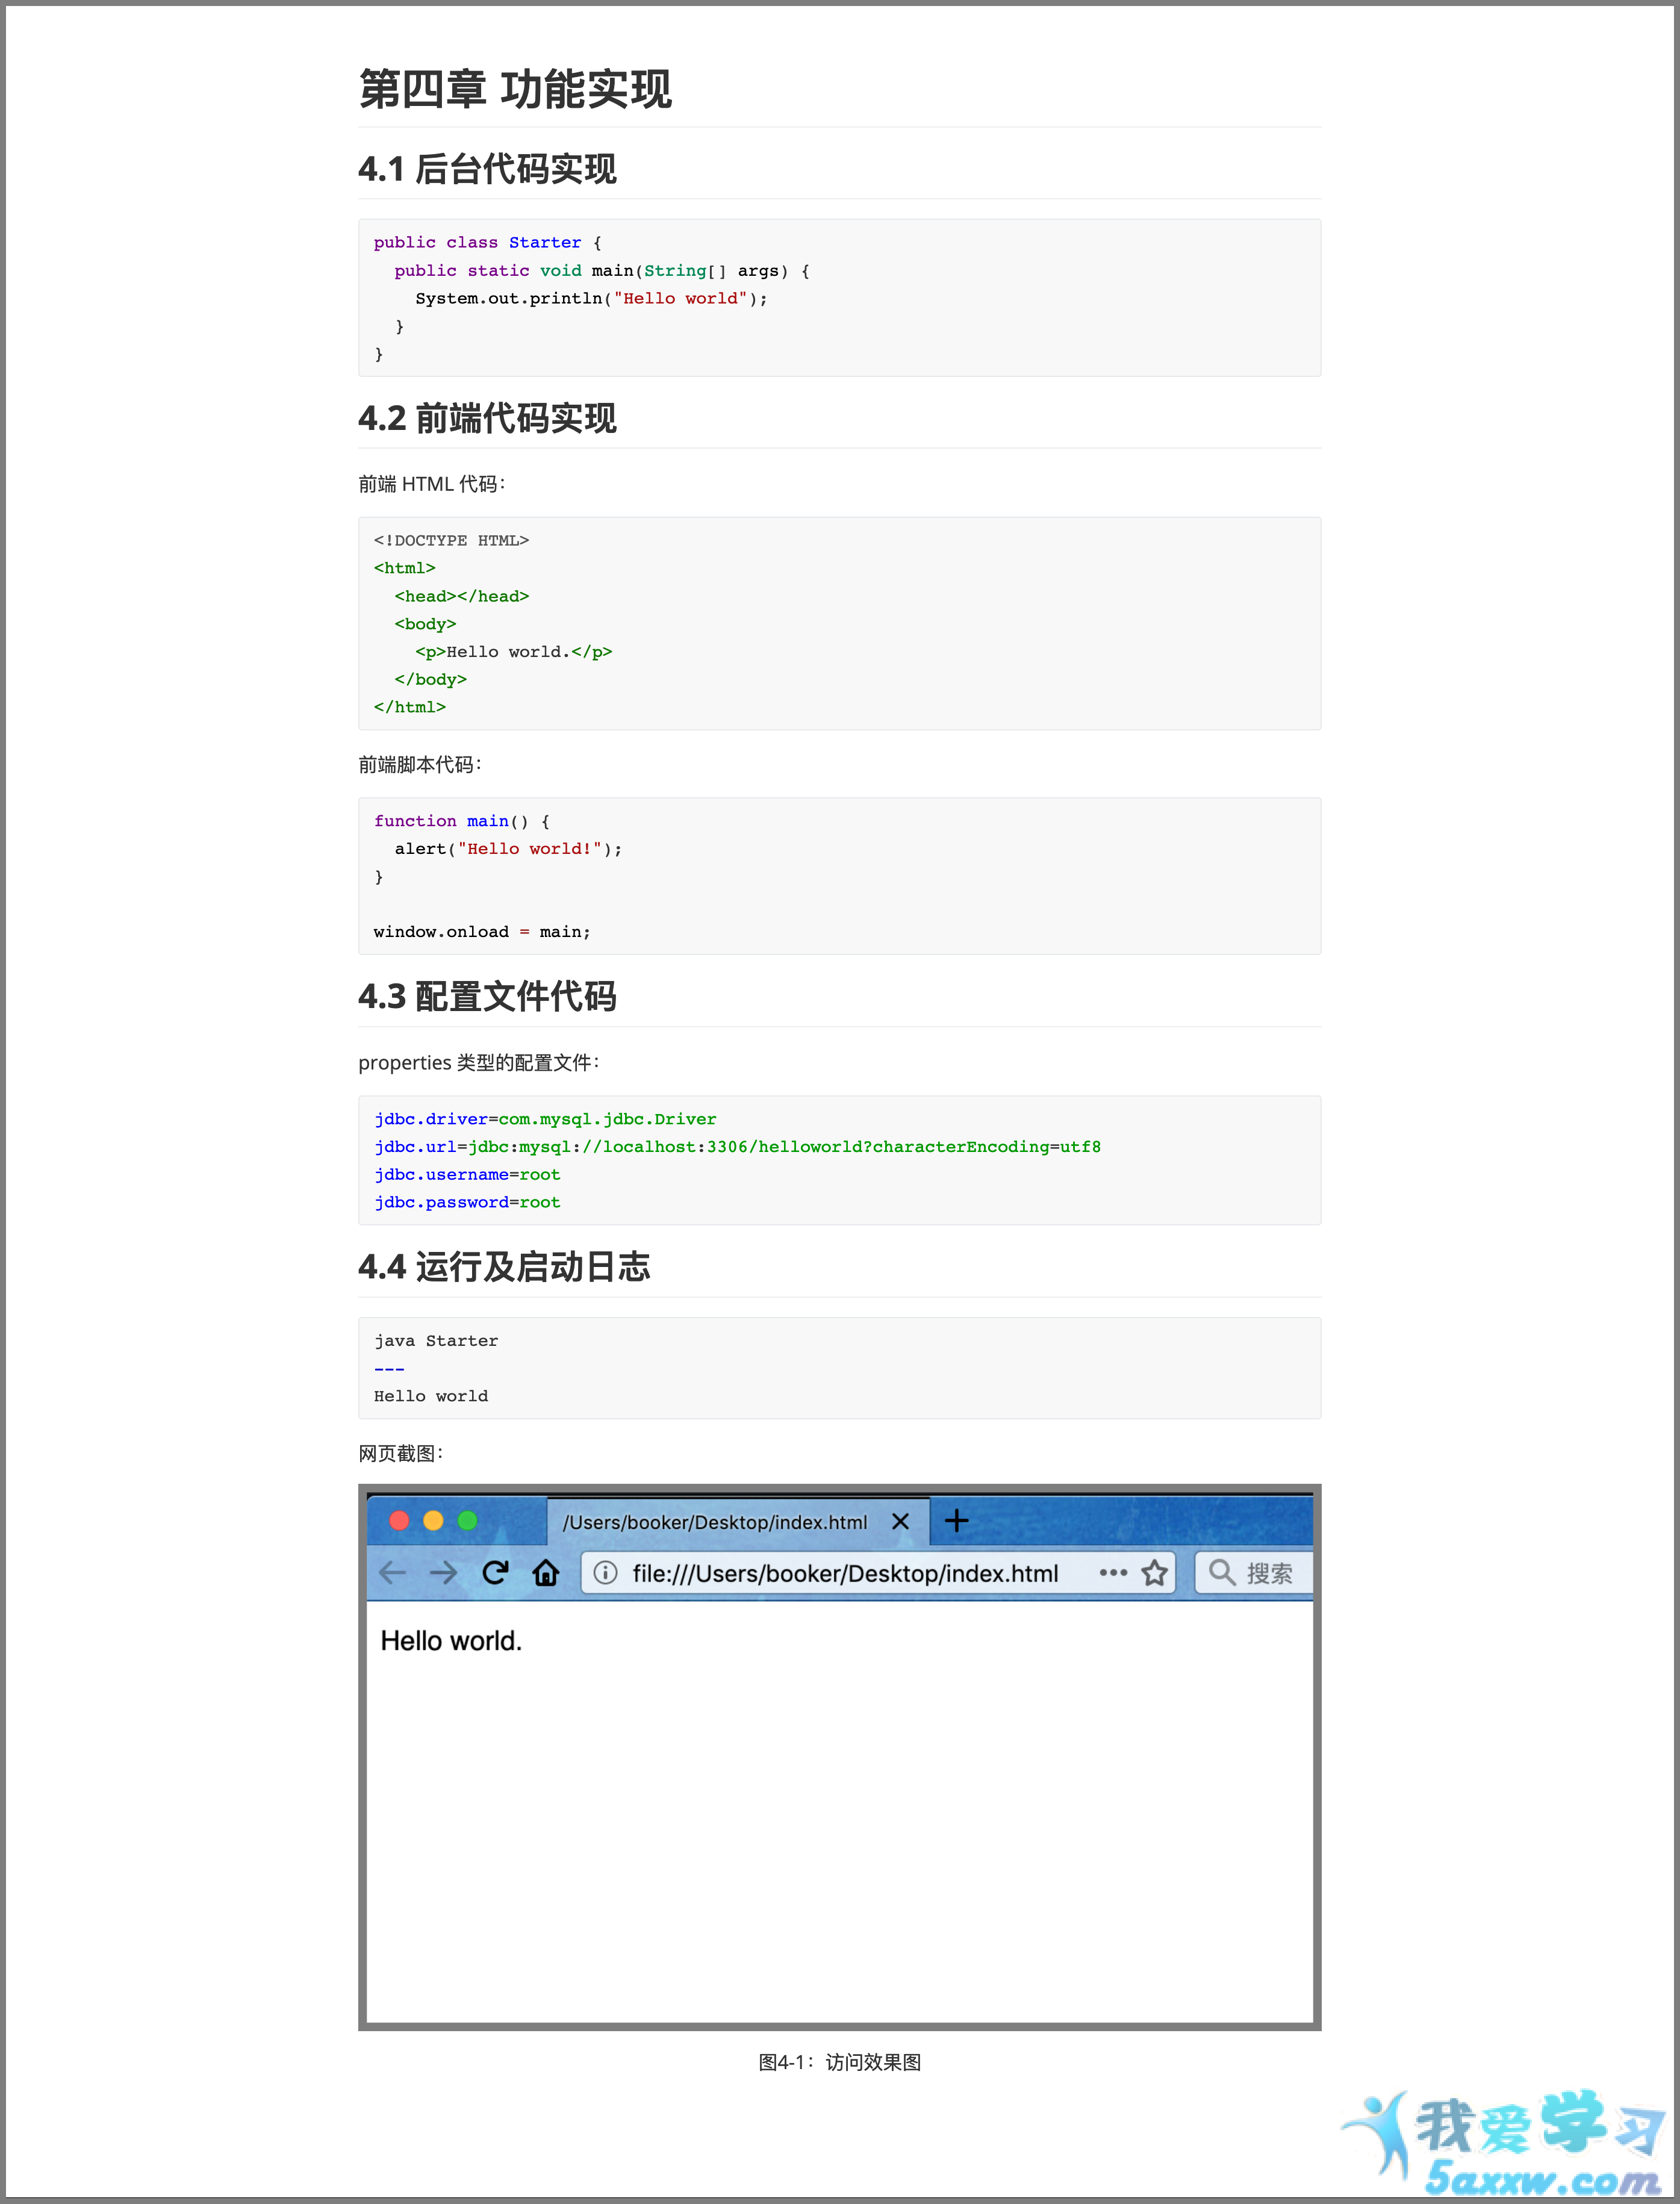 第四章 功能实现
4.1 后台代码实现
public class Starter {
  public static void main(String[] args) {
    System.out.println("Hello world");
  }
}
4.2 前端代码实现
前端 HTML 代码：
<!DOCTYPE HTML>
<html>
  <head></head>
  <body>
    <p>Hello world.</p>
  </body>
</html>
前端脚本代码：
function main() {
  alert("Hello world!");
}
window.onload = main;
4.3 配置文件代码
properties 类型的配置文件：
jdbc.driver=com.mysql.jdbc.Driver
jdbc.url=jdbc:mysql://localhost:3306/helloworld?characterEncoding=utf8
jdbc.username=root
jdbc.password=root
4.4 运行及启动日志
java Starter
---
Hello world
网页截图：
/Users/booker/Desktop/index.html
file:///Users/booker/Desktop/index.html
搜索
Hello world.
图4-1：访问效果图
我爱学习
5axxw.com